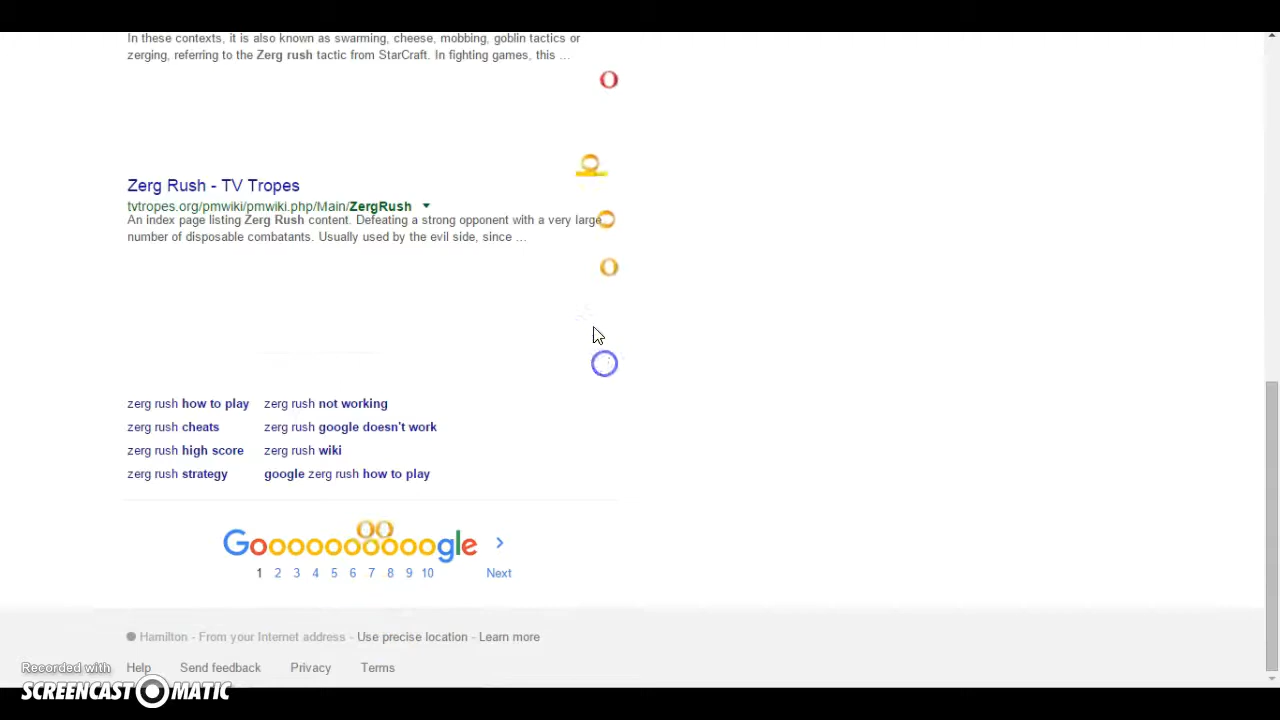 In these contexts, it is also known as swarming, cheese, mobbing, goblin tactics or
zerging, referring to the Zerg rush tactic from StarCraft. In fighting games, this ...
O
O
Zerg Rush - TV Tropes
tvtropes.org/pmwiki/pmwiki.php/Main/ZergRush
An index page listing Zerg Rush content. Defeating a strong opponent with a very large
O
number of disposable combatants. Usually used by the evil side, since ...
O
zerg rush how to play zerg rush not working
zerg rush cheats zerg rush google doesn't work
zerg rush high score zerg rush wiki
zerg rush strategy google zerg rush how to play
OO
Goooooooooogle >
1 2 3 4 5 6 7 8 9 10 Next
Hamilton - From your Internet address - Use precise location - Learn more
Help Send feedback Privacy Terms
Recorded with
SCREENCAST-O-MATIC